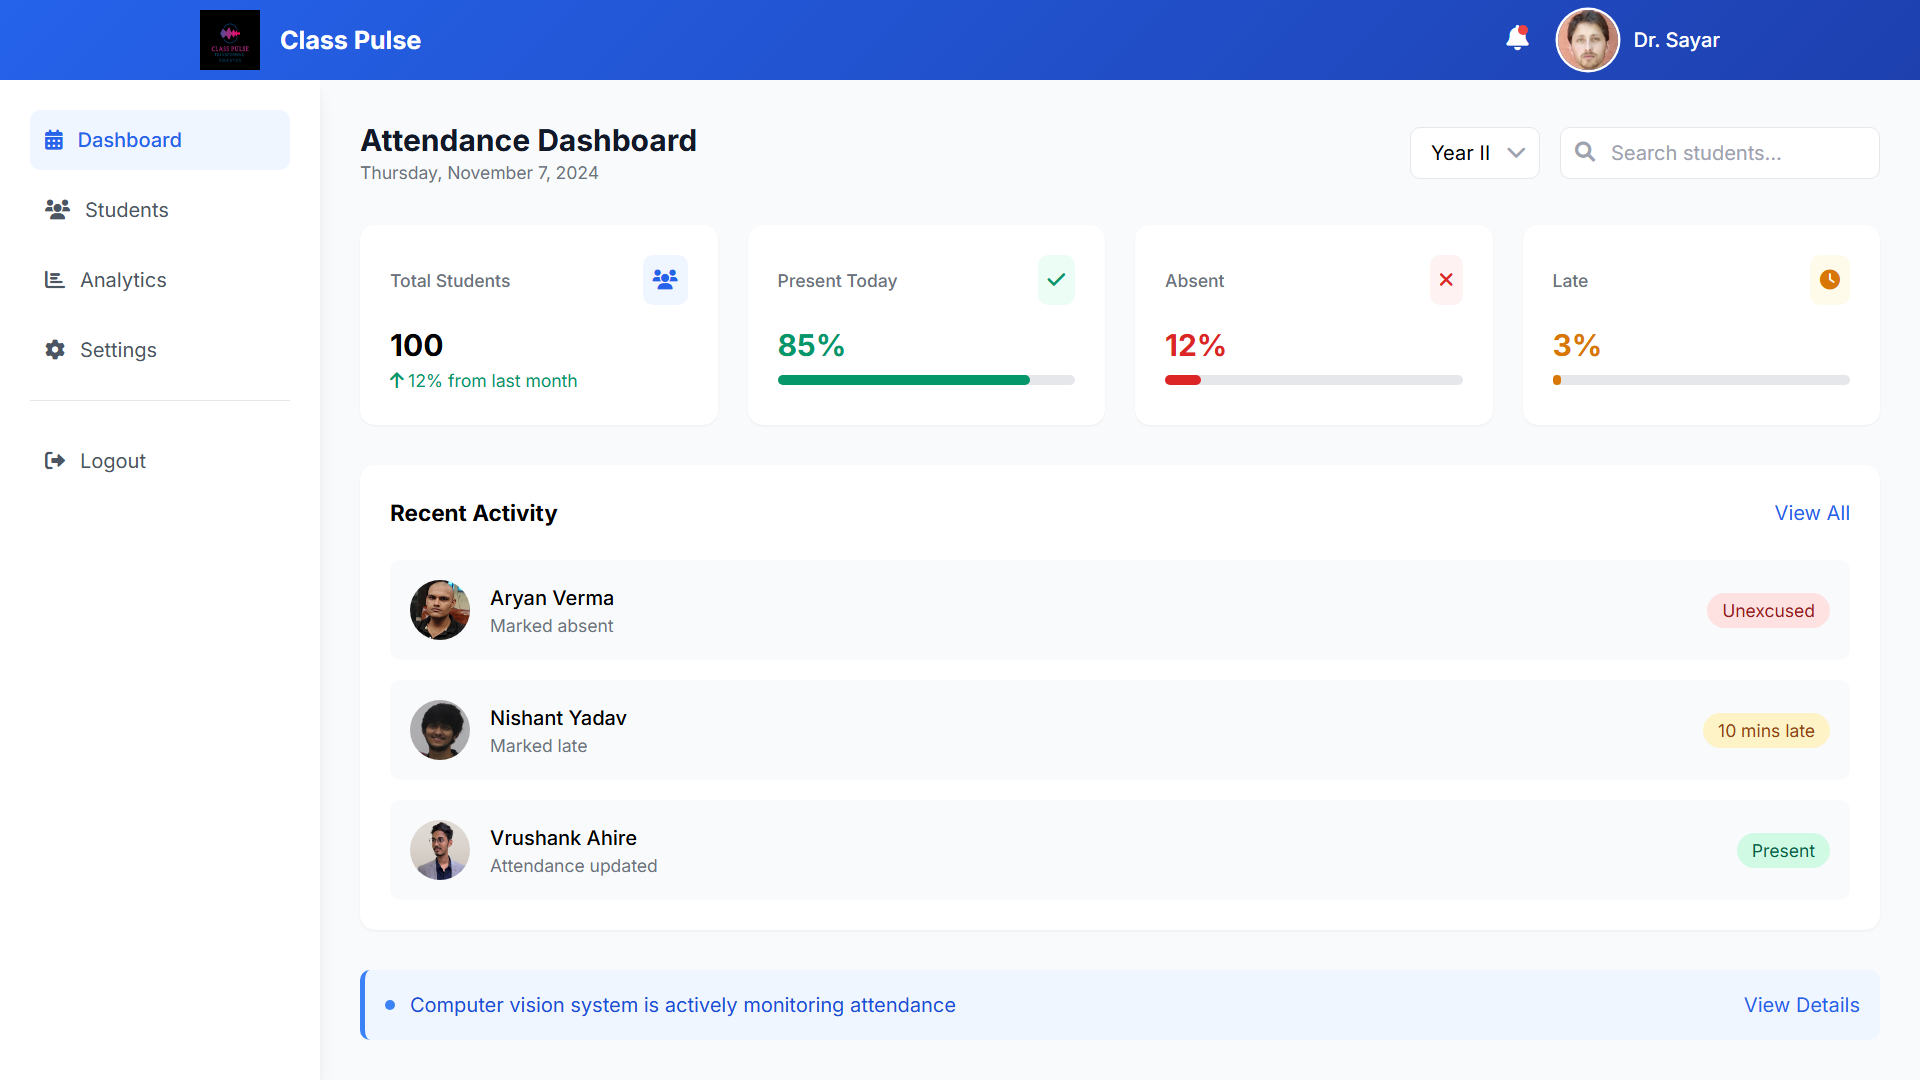 CLASS PULSE
Class Pulse
Dr. Sayar
Dashboard
Students
Analytics
Settings
Logout
Attendance Dashboard
Thursday, November 7, 2024
Year II
Search students...
Total Students
100
12% from last month
Present Today
85%
Absent
12%
Late
3%
Recent Activity
View All
Aryan Verma
Marked absent
Unexcused
Nishant Yadav
Marked late
10 mins late
Vrushank Ahire
Attendance updated
Present
Computer vision system is actively monitoring attendance
View Details